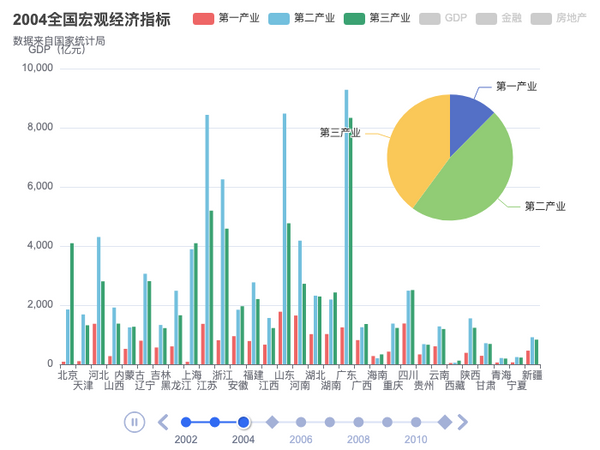 2004全国宏观经济指标
第一产业 第二产业 第三产业 GDP 金融 房地产
数据来自国家统计局
GDP（亿元）
10,000
8,000
6,000
4,000
2,000
0
第一产业
第三产业
第二产业
北京 河北 内蒙古 吉林 上海 浙江 福建 山东 湖北 广东 海南 四川 云南 陕西 青海 新疆
天津 山西 辽宁 黑龙江 江苏 安徽 江西 河南 湖南 广西 重庆 贵州 西藏 甘肃 宁夏
2002 2004 2006 2008 2010